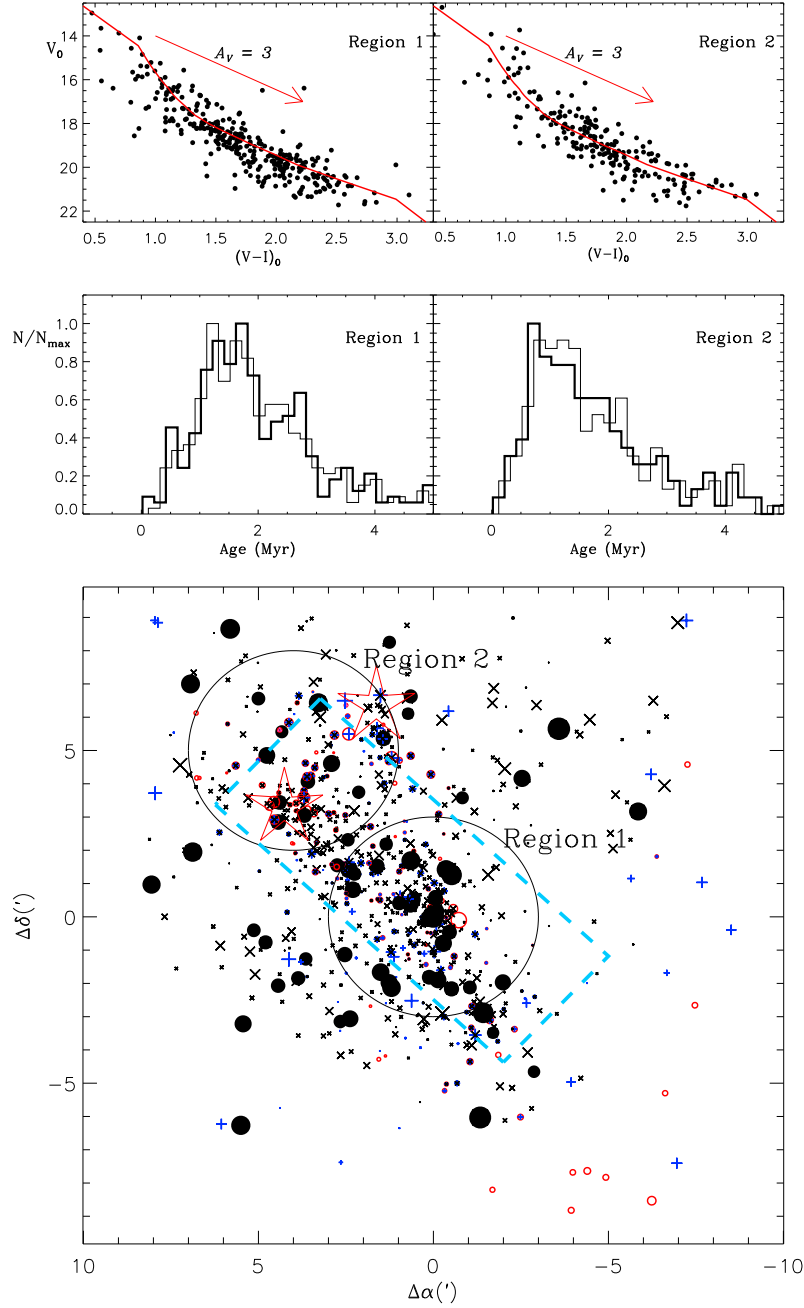 V₀
14
16
18
20
22
A_V = 3
Region 1
A_V = 3
Region 2
0.5 1.0 1.5 2.0 2.5 3.0
0.5 1.0 1.5 2.0 2.5 3.0
(V−I)₀
(V−I)₀
N/N_max
1.0
0.8
0.6
0.4
0.2
0.0
Region 1
Region 2
0 2 4
0 2 4
Age (Myr)
Age (Myr)
Region 2
Region 1
5
0
−5
Δδ(′)
10 5 0 −5 −10
Δα(′)